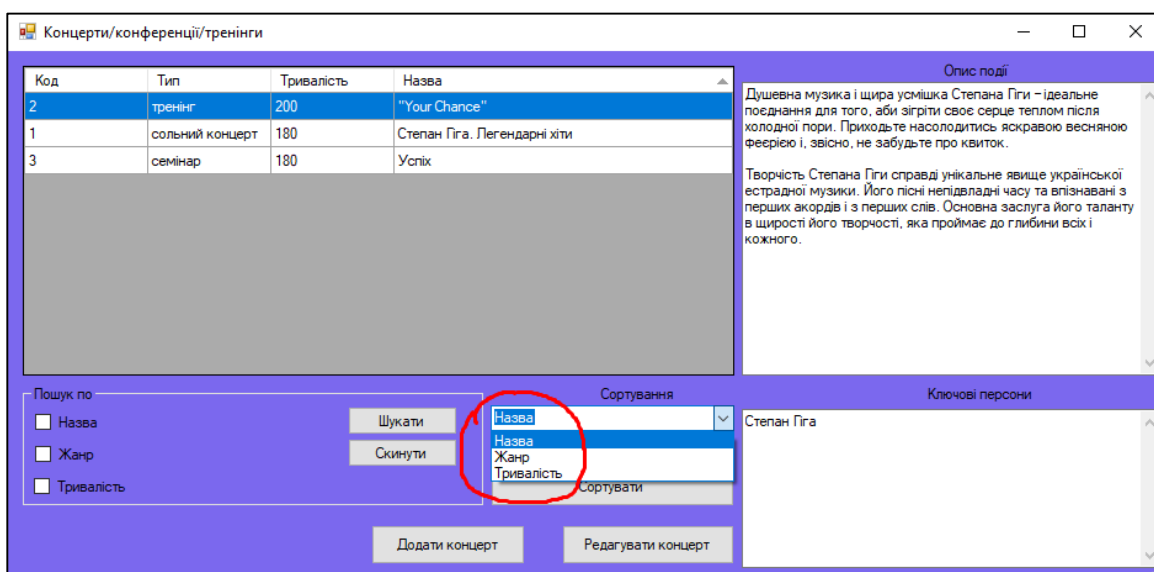 Концерти/конференції/тренінги
Код Тип Тривалість Назва
2 тренінг 200 "Your Chance"
1 сольний концерт 180 Степан Гіга. Легендарні хіти
3 семінар 180 Успіх
Опис події
Душевна музика і щира усмішка Степана Гіги – ідеальне
поєднання для того, аби зігріти своє серце теплом після
холодної пори. Приходьте насолодитись яскравою весняною
феєрією і, звісно, не забудьте про квиток.
Творчість Степана Гіги справді унікальне явище української
естрадної музики. Його пісні непідвладні часу та впізнавані з
перших акордів і з перших слів. Основна заслуга його таланту
в щирості його творчості, яка проймає до глибини всіх і
кожного.
Пошук по
Назва
Жанр
Тривалість
Шукати
Скинути
Сортування
Назва
Назва
Жанр
Тривалість
Сортувати
Додати концерт
Редагувати концерт
Ключові персони
Степан Гіга